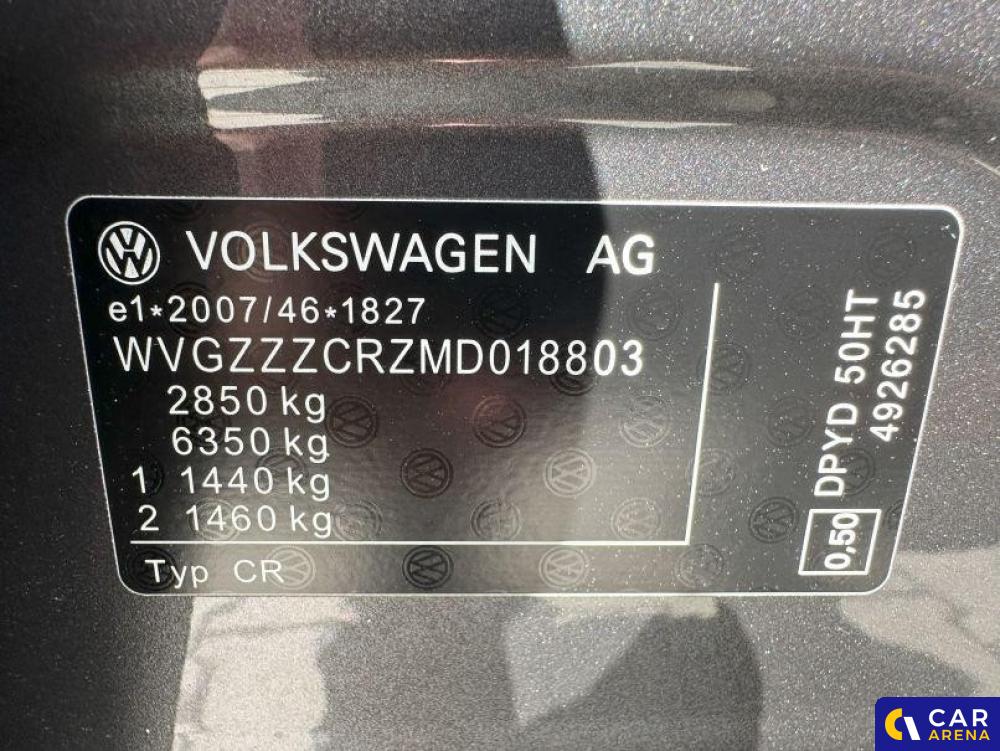 VOLKSWAGEN AG
e1*2007/46*1827
WVGZZZCRZMD018803
2850 kg
6350 kg
1 1440 kg
2 1460 kg
Typ CR
0,50 DPYD 50HT
4926285
CAR
ARENA